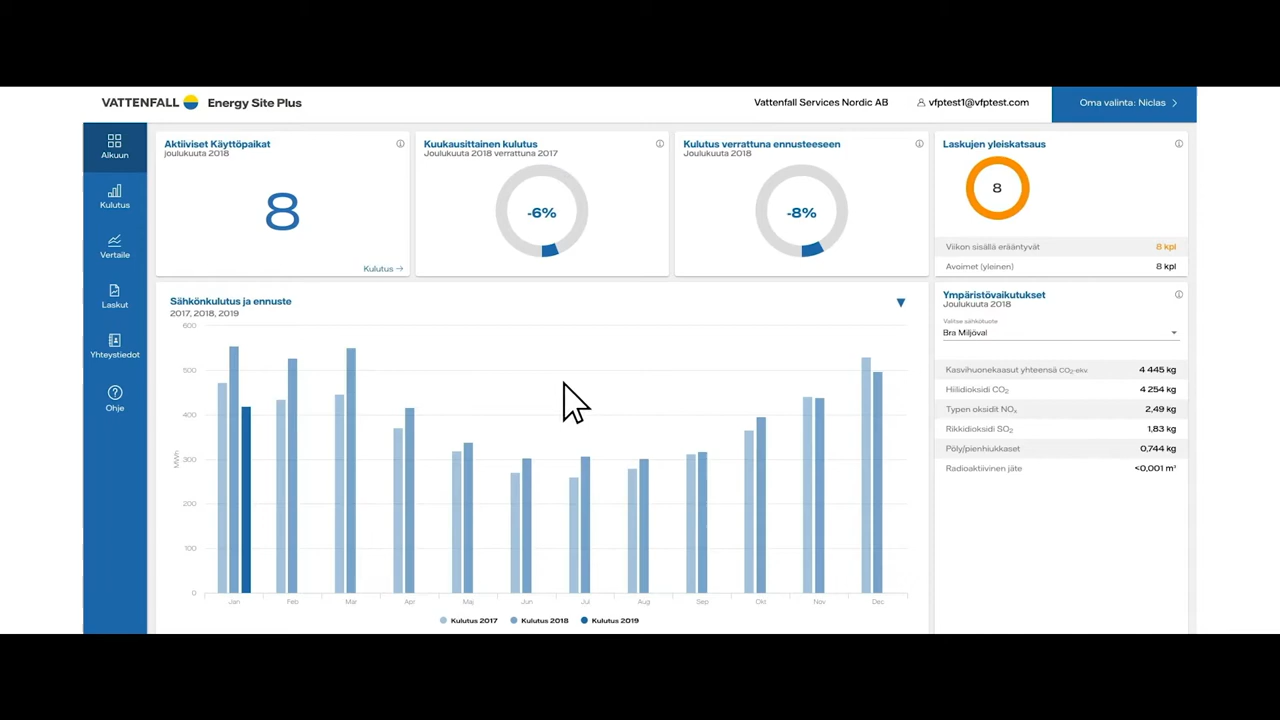 VATTENFALL Energy Site Plus
Vattenfall Services Nordic AB
vfptest1@vfptest.com
Oma valinta: Niclas
Alkuun
Kulutus
Vertaile
Laskut
Yhteystiedot
Ohje
Aktiiviset Käyttöpaikat
joulukuuta 2018
8
Kulutus →
Kuukausittainen kulutus
Joulukuuta 2018 verrattuna 2017
-6%
Kulutus verrattuna ennusteeseen
Joulukuuta 2018
-8%
Laskujen yleiskatsaus
8
Viikon sisällä erääntyvät 8 kpl
Avoimet (yleinen) 8 kpl
Sähkönkulutus ja ennuste
2017, 2018, 2019
600
500
400
300
200
100
0
MWh
Jan Feb Mar Apr Maj Jun Jul Aug Sep Okt Nov Dec
Kulutus 2017 Kulutus 2018 Kulutus 2019
Ympäristövaikutukset
Joulukuuta 2018
Valitse sähkötuote
Bra Miljöval
Kasvihuonekaasut yhteensä CO₂-ekv. 4 445 kg
Hiilidioksidi CO₂ 4 254 kg
Typen oksidit NOₓ 2,49 kg
Rikkidioksidi SO₂ 1,83 kg
Pöly/pienhiukkaset 0,744 kg
Radioaktiivinen jäte <0,001 m³